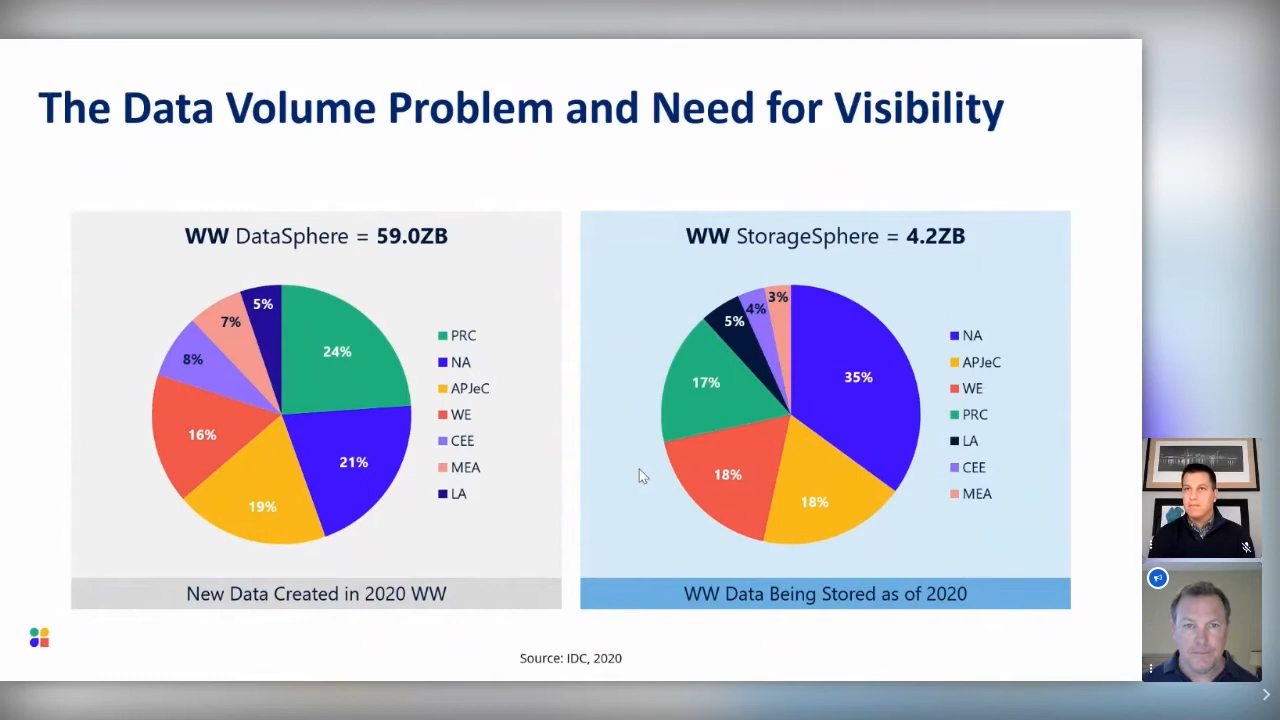 The Data Volume Problem and Need for Visibility
WW DataSphere = 59.0ZB
5%
7%
8%
24%
16%
21%
19%
PRC
NA
APJeC
WE
CEE
MEA
LA
New Data Created in 2020 WW
WW StorageSphere = 4.2ZB
3%
4%
5%
17%
35%
18%
18%
NA
APJeC
WE
PRC
LA
CEE
MEA
WW Data Being Stored as of 2020
Source: IDC, 2020